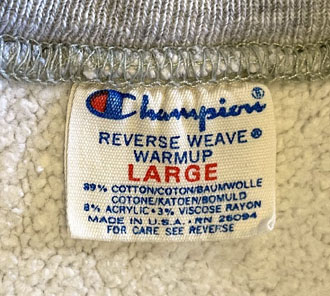 Champion®
REVERSE WEAVE®
WARMUP
LARGE
89% COTTON/COTON/BAUMWOLLE
COTONE/KATOEN/BOMULD
8% ACRYLIC • 3% VISCOSE RAYON
MADE IN U.S.A. • RN 26094
FOR CARE SEE REVERSE